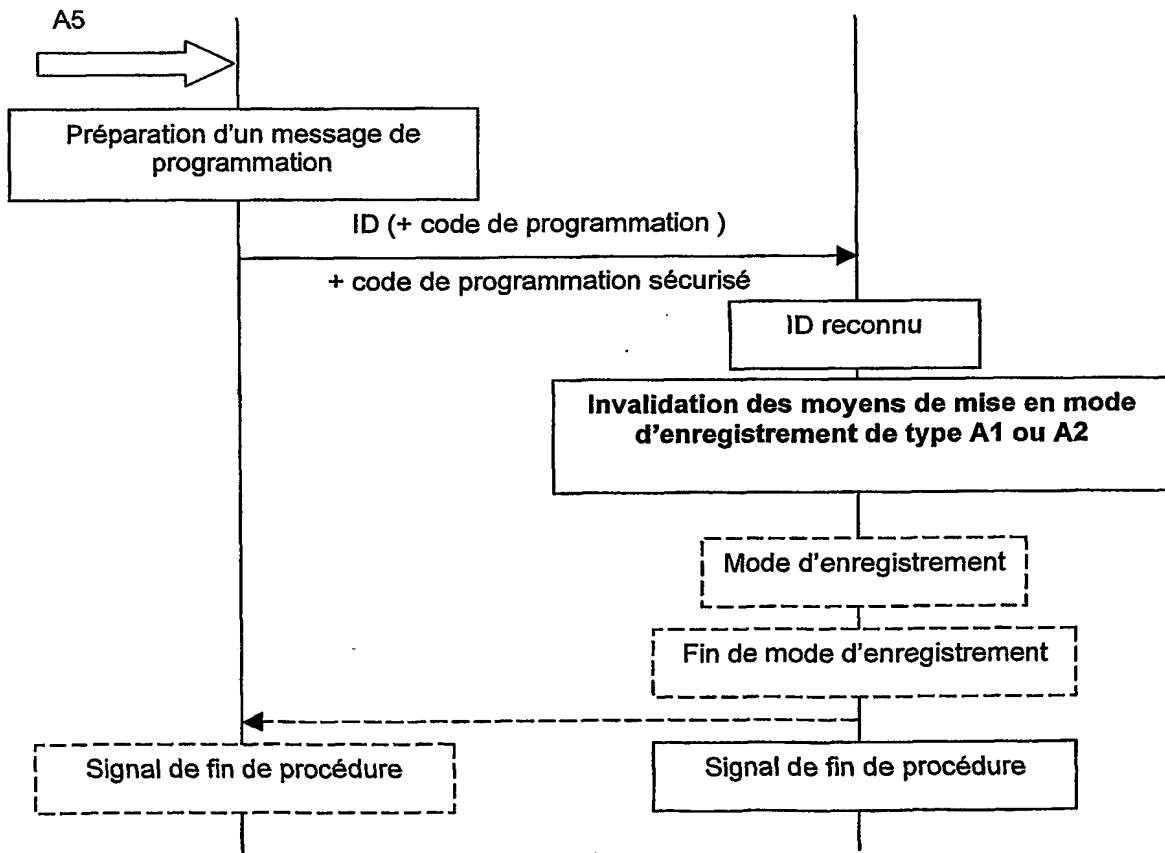 A5
Préparation d'un message de
programmation
ID (+ code de programmation )
+ code de programmation sécurisé
ID reconnu
Invalidation des moyens de mise en mode
d'enregistrement de type A1 ou A2
Mode d'enregistrement
Fin de mode d'enregistrement
Signal de fin de procédure
Signal de fin de procédure